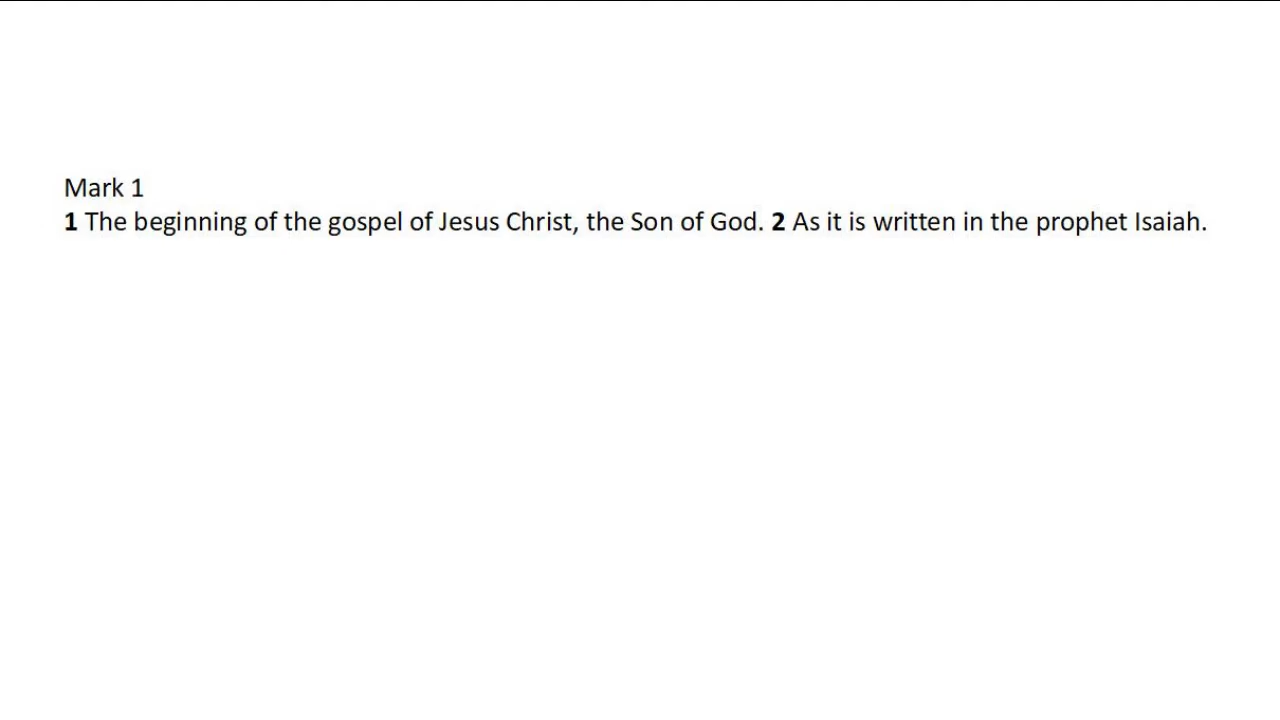 Mark 1
1 The beginning of the gospel of Jesus Christ, the Son of God. 2 As it is written in the prophet Isaiah.